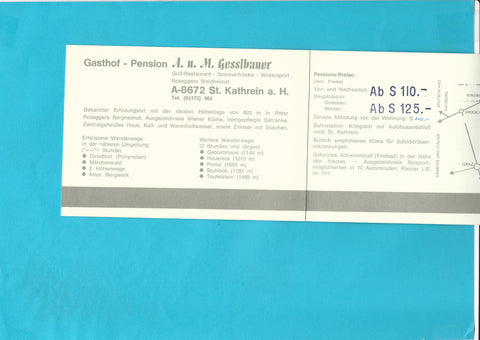 Gasthof - Pension A. u. M. Gesslbauer
Grill-Restaurant - Sommerfrische - Wintersport
Roseggers Waldheimat
A-8672 St. Kathrein a. H.
Tel. (03173) 303
Bekannter Erholungsort mit der idealen Höhenlage von 822 m in Peter
Roseggers Bergheimat. Ausgezeichnete Wiener Küche, bestgepflegte Getränke.
Zentralgeheiztes Haus, Kalt- und Warmfließwasser, sowie Zimmer mit Duschen.
Erholsame Wanderwege
in der näheren Umgebung:
Stunde)
Märchenwald
2 Höhenwege
Altes Bergwerk
Weitere Wanderwege:
(2 Stunden und länger)
Geburtshaus (1144 m)
Hauereck (1210 m)
Pretul (1653 m)
Stuhleck (1783 m)
Teufelstein (1499 m)
Pensions-Preise:
(inkl. Preise)
Vor- und Nachsaison: Ab S 110.-
Hauptsaison:
Sommer:
Winter: Ab S 125.-
Direkte Abholung von der Wohnung: S
Bahnstation: Krieglach mit Autobusanschluß
nach St. Kathrein.
Ärztlich empfohlenes Klima für Schilddrüsen-
erkrankungen.
Geheiztes Schwimmbad (Freibad) in der Nähe
des Hauses. — Ausgezeichnete Skisport-
möglichkeiten in 10 Autominuten. Kleiner Lift
im Ort.